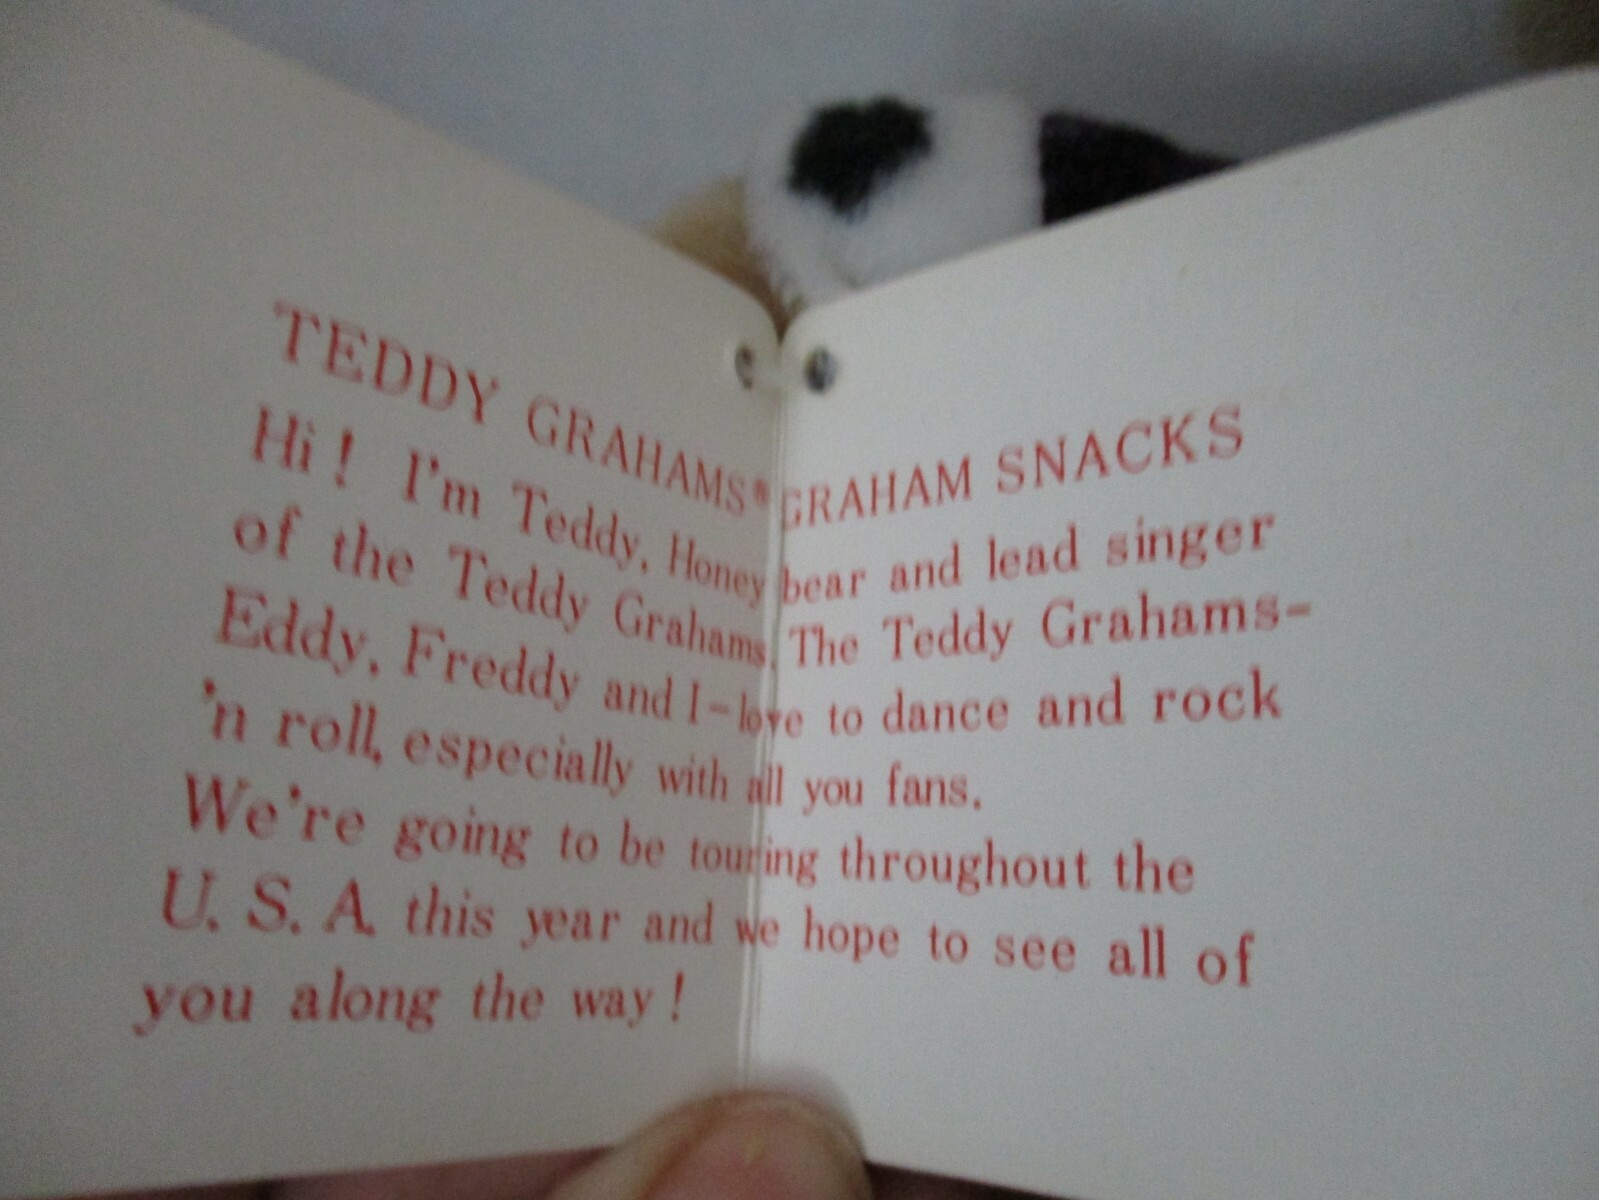 TEDDY GRAHAMS® GRAHAM SNACKS
Hi! I'm Teddy, Honey bear and lead singer
of the Teddy Grahams. The Teddy Grahams-
Eddy, Freddy and I-love to dance and rock
'n roll, especially with all you fans.
We're going to be touring throughout the
U. S. A. this year and we hope to see all of
you along the way!